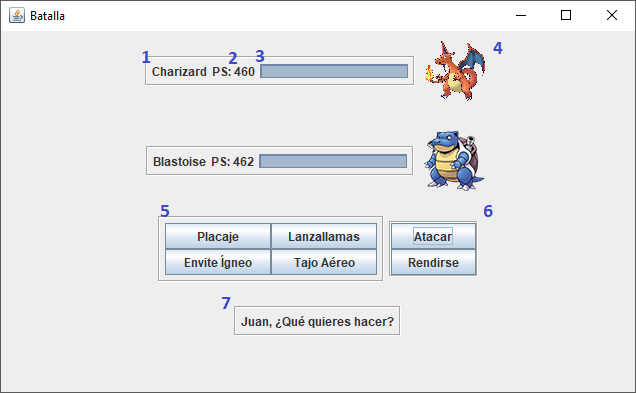 Batalla
1 2 3 4
Charizard PS: 460
Blastoise PS: 462
5 6
Placaje Lanzallamas Atacar
Envite Ígneo Tajo Aéreo Rendirse
7
Juan, ¿Qué quieres hacer?